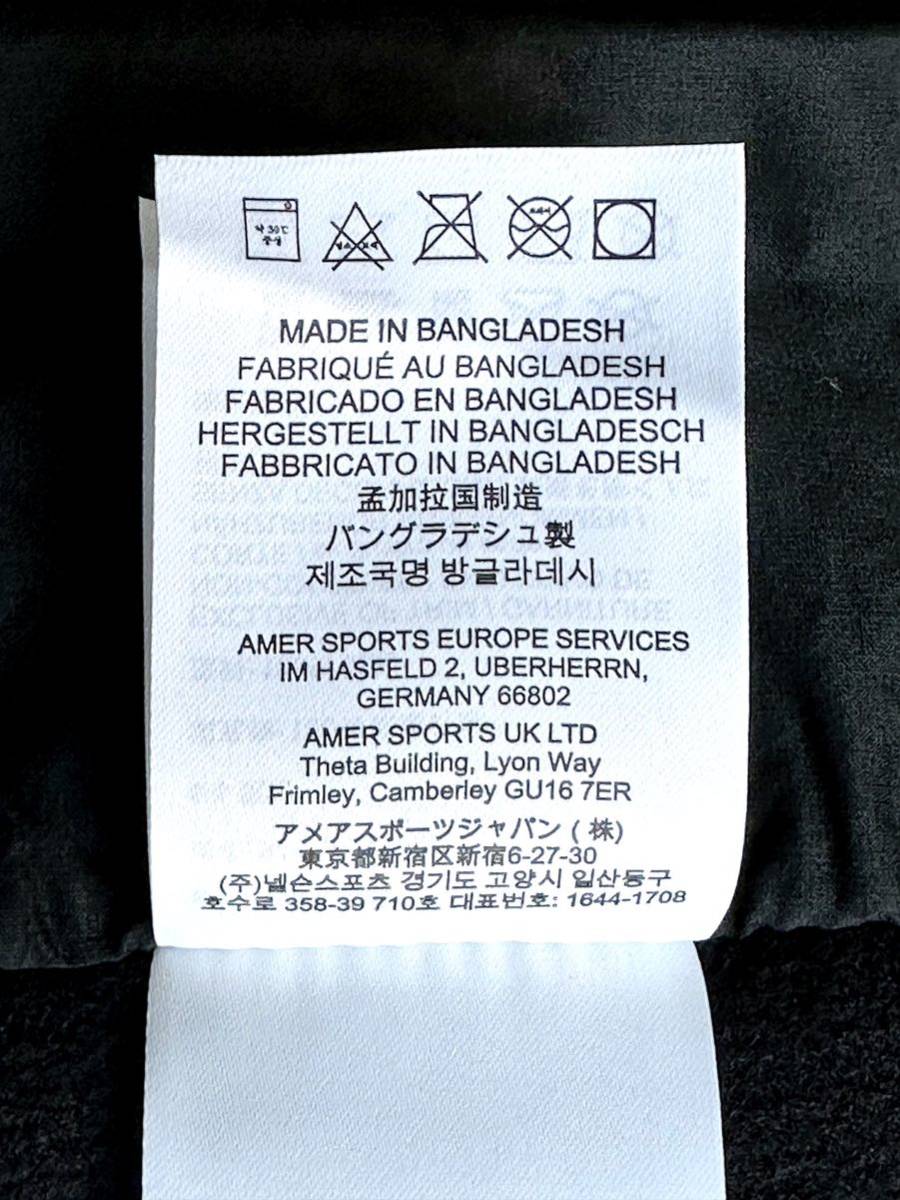 약 30℃
중성
MADE IN BANGLADESH
FABRIQUÉ AU BANGLADESH
FABRICADO EN BANGLADESH
HERGESTELLT IN BANGLADESCH
FABBRICATO IN BANGLADESH
孟加拉国制造
バングラデシュ製
제조국명 방글라데시
AMER SPORTS EUROPE SERVICES
IM HASFELD 2, UBERHERRN,
GERMANY 66802
AMER SPORTS UK LTD
Theta Building, Lyon Way
Frimley, Camberley GU16 7ER
アメアスポーツジャパン (株)
東京都新宿区新宿6-27-30
(주)넬슨스포츠 경기도 고양시 일산동구
호수로 358-39 710호 대표번호: 1644-1708